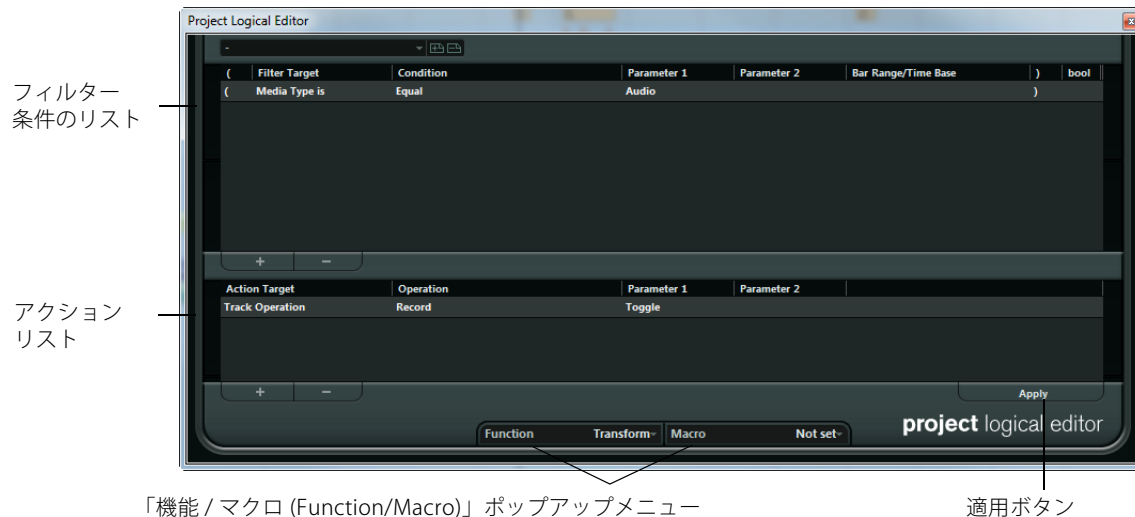 Project Logical Editor
-
( Filter Target Condition Parameter 1 Parameter 2 Bar Range/Time Base ) bool
( Media Type is Equal Audio )
フィルター
条件のリスト
+ −
Action Target Operation Parameter 1 Parameter 2
Track Operation Record Toggle
アクション
リスト
+ −
Apply
project logical editor
Function Transform Macro Not set
「機能 / マクロ (Function/Macro)」ポップアップメニュー
適用ボタン